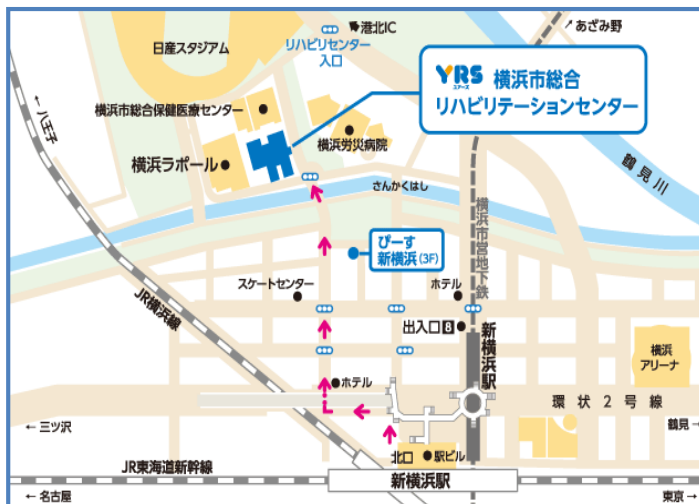 港北IC
あざみ野
日産スタジアム
リハビリセンター
入口
YRS
ユアーズ
横浜市総合
リハビリテーションセンター
←八王子
横浜市総合保健医療センター
横浜労災病院
横浜ラポール
鶴見川
さんかくはし
横浜市営地下鉄
ぴーす
新横浜(3F)
スケートセンター
ホテル
JR横浜線
出入口8
新横浜駅
横浜
アリーナ
ホテル
環状2号線
←三ツ沢
鶴見→
北口
駅ビル
JR東海道新幹線
新横浜駅
←名古屋
東京→